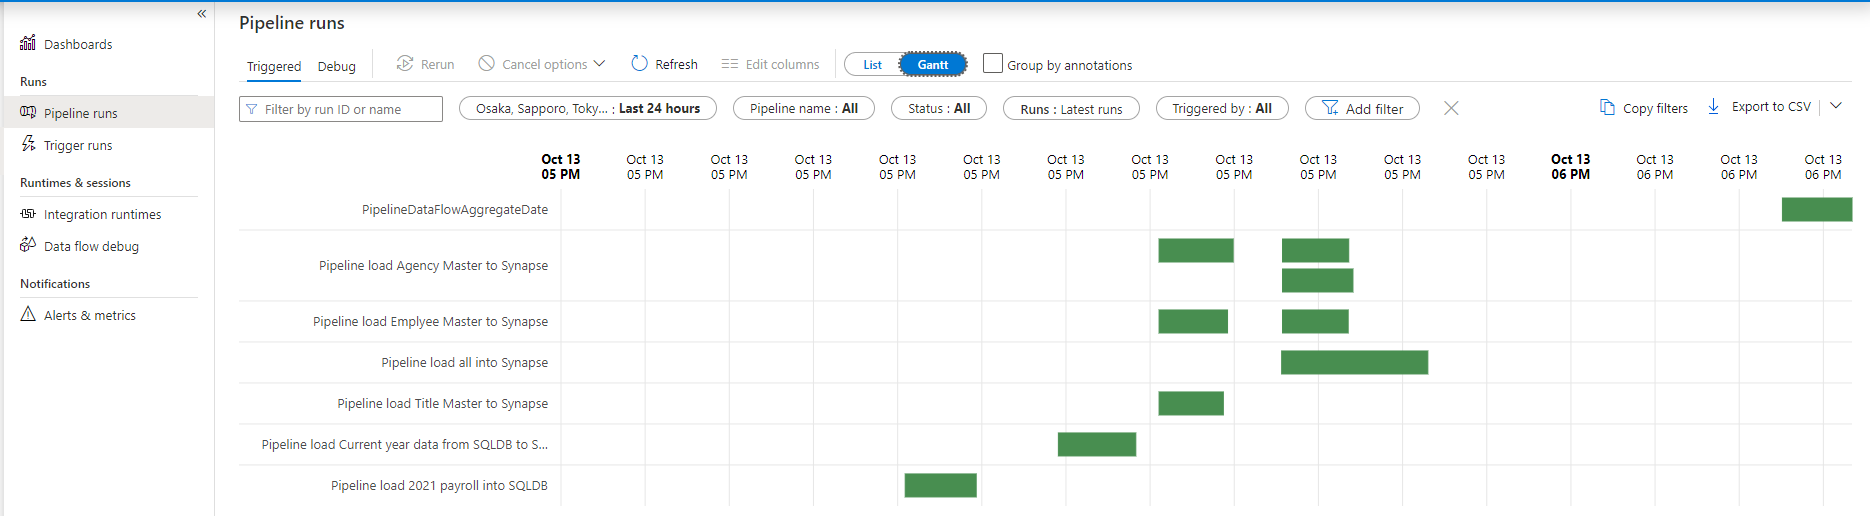 «
Dashboards
Runs
Pipeline runs
Trigger runs
Runtimes & sessions
Integration runtimes
Data flow debug
Notifications
Alerts & metrics
Pipeline runs
Triggered Debug Rerun Cancel options Refresh Edit columns List Gantt Group by annotations
Filter by run ID or name Osaka, Sapporo, Toky... : Last 24 hours Pipeline name : All Status : All Runs : Latest runs Triggered by : All Add filter Copy filters Export to CSV
Oct 13 Oct 13 Oct 13 Oct 13 Oct 13 Oct 13 Oct 13 Oct 13 Oct 13 Oct 13 Oct 13 Oct 13 Oct 13 Oct 13 Oct 13 Oct 13
05 PM 05 PM 05 PM 05 PM 05 PM 05 PM 05 PM 05 PM 05 PM 05 PM 05 PM 05 PM 06 PM 06 PM 06 PM 06 PM
PipelineDataFlowAggregateDate
Pipeline load Agency Master to Synapse
Pipeline load Emplyee Master to Synapse
Pipeline load all into Synapse
Pipeline load Title Master to Synapse
Pipeline load Current year data from SQLDB to S...
Pipeline load 2021 payroll into SQLDB